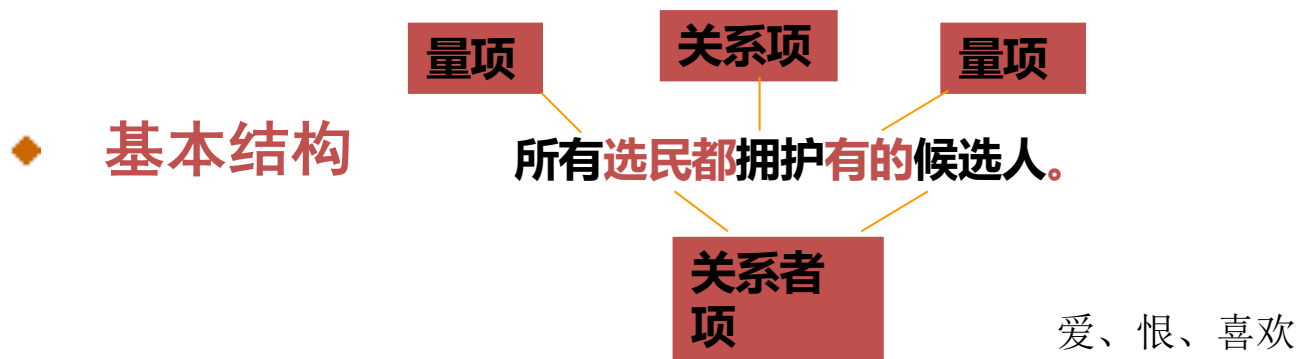 量项
关系项
量项
基本结构
所有选民都拥护有的候选人。
关系者
项
爱、恨、喜欢